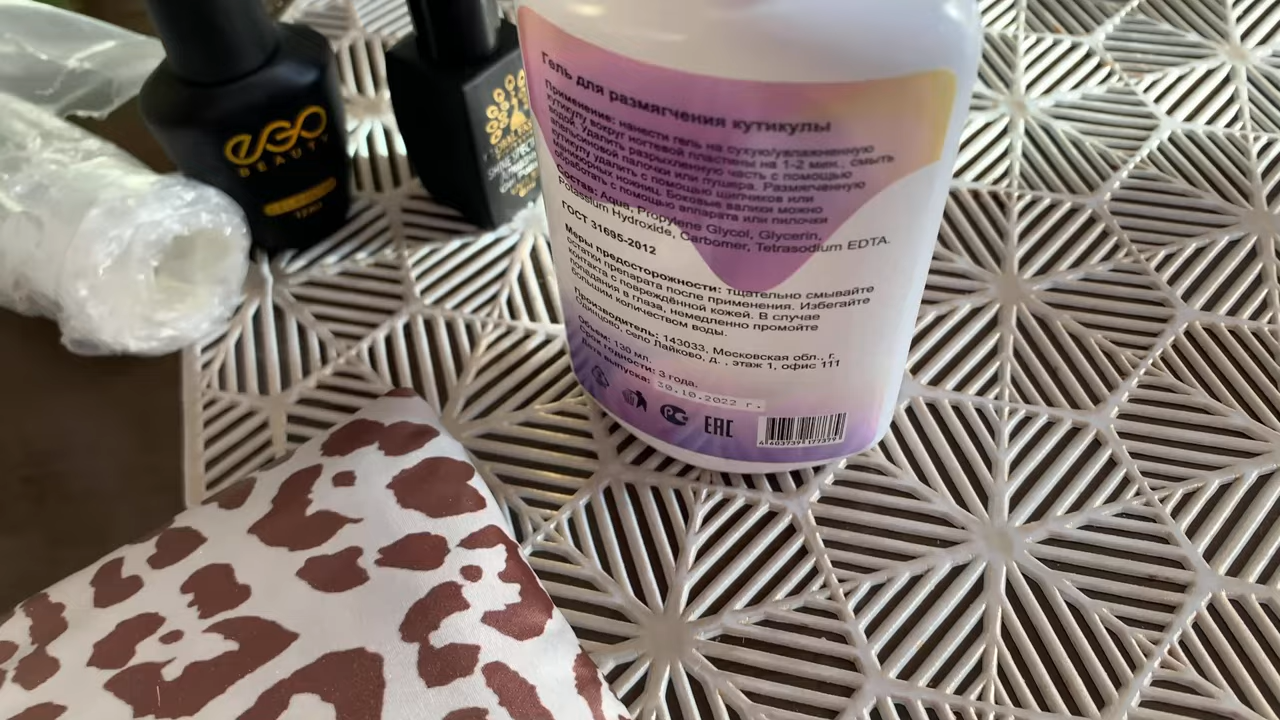 eGO
BEAUTY
SHINE SPECT
Гель для размягчения кутикулы
Применение: нанести гель на сухую/увлажненную
кутикулу вокруг ногтевой пластины на 1-2 мин., смыть
водой, удалить разрыхленную часть с помощью
апельсиновой палочки или пушера. Размягченную
кутикулу удалить с помощью щипчиков или
маникюрных ножниц. Боковые валики можно
обработать с помощью аппарата или пилочки
Состав: Aqua, Propylene Glycol, Glycerin,
Potassium Hydroxide, Carbomer, Tetrasodium EDTA.
ГОСТ 31695-2012
Меры предосторожности: тщательно смывайте
остатки препарата после применения. Избегайте
контакта с повреждённой кожей. В случае
попадания в глаза, немедленно промойте
большим количеством воды.
Производитель: 143033, Московская обл., г.
Одинцово, село Лайково, д. , этаж 1, офис 111
Объем: 130 мл.
Срок годности: 3 года.
Дата выпуска: 30.10.2022 г.
EAC
4603739177359